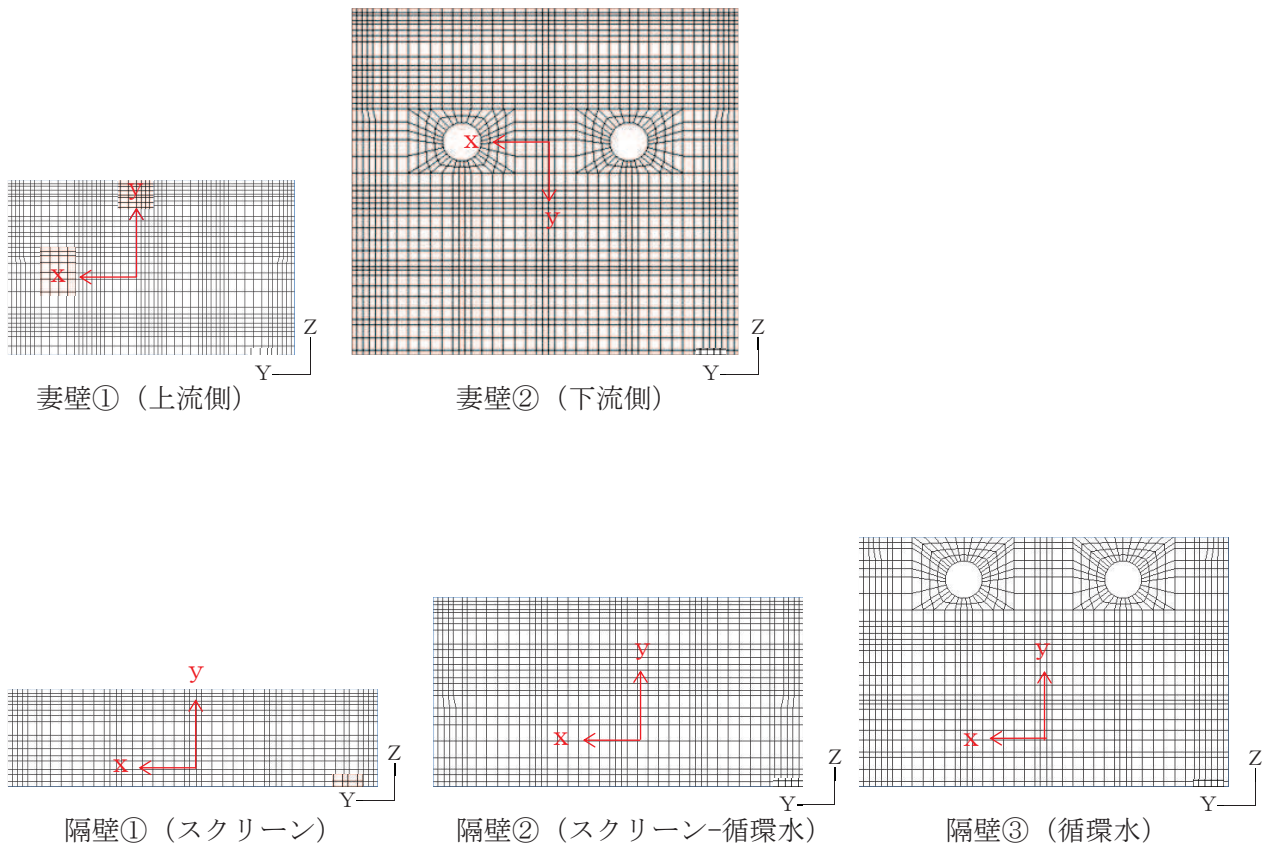 x
y
Z
Y
妻壁①（上流側）
x
y
Z
Y
妻壁②（下流側）
y
x
Z
Y
隔壁①（スクリーン）
y
x
Z
Y
隔壁②（スクリーン-循環水）
y
x
Z
Y
隔壁③（循環水）